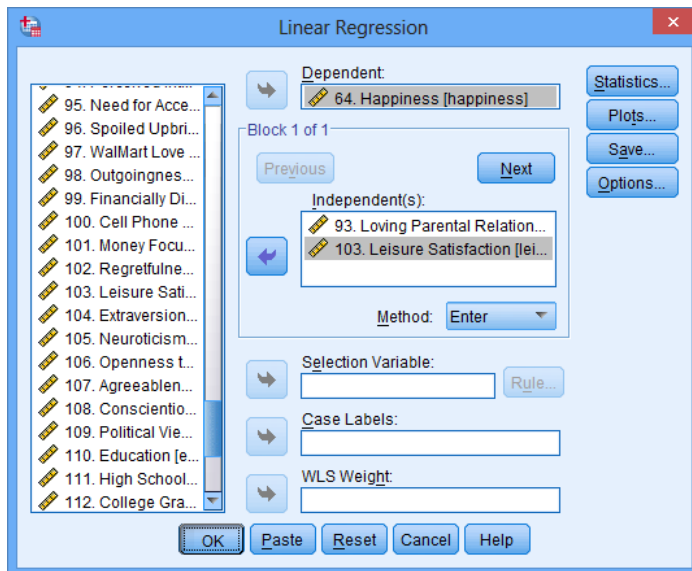 Linear Regression
95. Need for Acce...
96. Spoiled Upbri...
97. WalMart Love ...
98. Outgoingnes...
99. Financially Di...
100. Cell Phone ...
101. Money Focu...
102. Regretfulne...
103. Leisure Sati...
104. Extraversion...
105. Neuroticism...
106. Openness t...
107. Agreeablen...
108. Conscientio...
109. Political Vie...
110. Education [e...
111. High School...
112. College Gra...
Dependent:
64. Happiness [happiness]
Block 1 of 1
Previous
Next
Independent(s):
93. Loving Parental Relation...
103. Leisure Satisfaction [lei...
Method: Enter
Selection Variable:
Rule...
Case Labels:
WLS Weight:
Statistics...
Plots...
Save...
Options...
OK Paste Reset Cancel Help